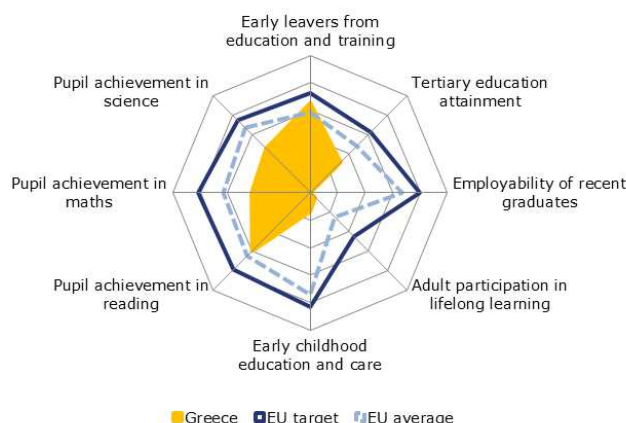 Early leavers from
education and training
Pupil achievement in
science
Tertiary education
attainment
Pupil achievement in
maths
Employability of recent
graduates
Pupil achievement in
reading
Adult participation in
lifelong learning
Early childhood
education and care
Greece EU target EU average